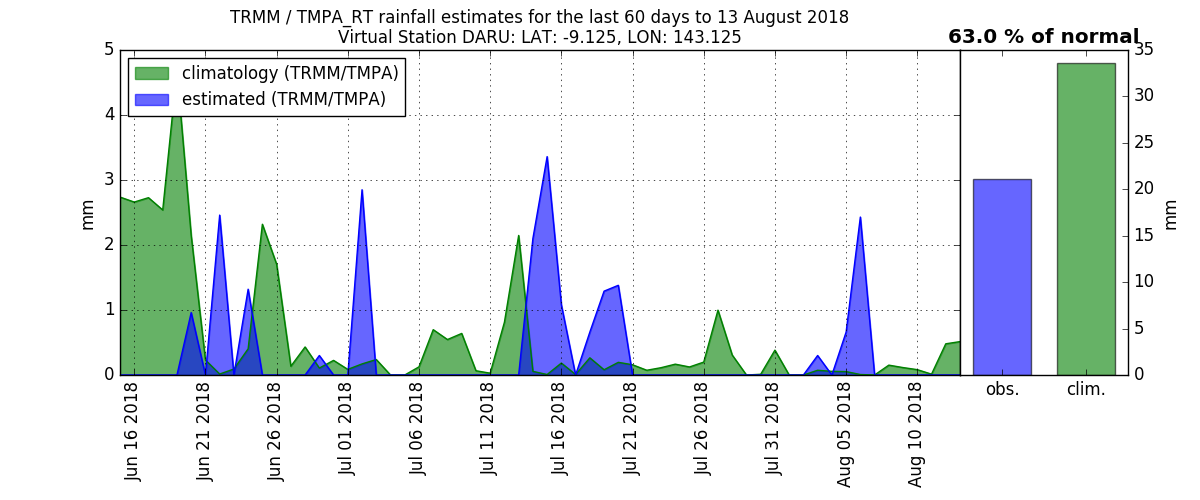 TRMM / TMPA_RT rainfall estimates for the last 60 days to 13 August 2018
Virtual Station DARU: LAT: -9.125, LON: 143.125
63.0 % of normal
climatology (TRMM/TMPA)
estimated (TRMM/TMPA)
5
4
3
2
1
0
mm
Jun 16 2018
Jun 21 2018
Jun 26 2018
Jul 01 2018
Jul 06 2018
Jul 11 2018
Jul 16 2018
Jul 21 2018
Jul 26 2018
Jul 31 2018
Aug 05 2018
Aug 10 2018
obs.
clim.
35
30
25
20
15
10
5
0
mm